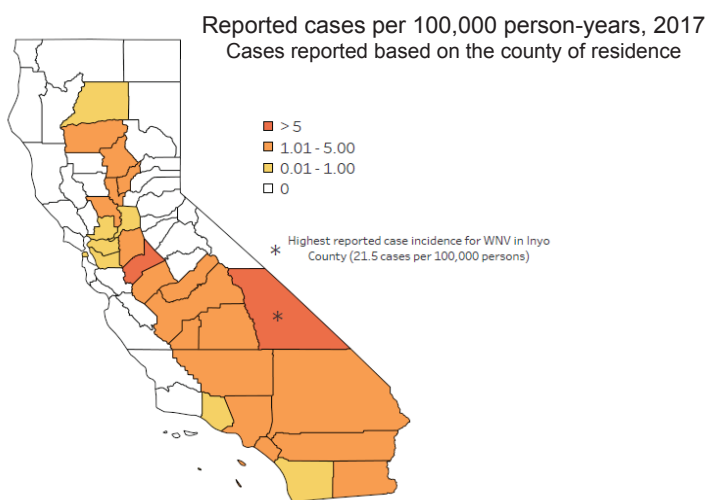 Reported cases per 100,000 person-years, 2017
Cases reported based on the county of residence
>5
1.01 - 5.00
0.01 - 1.00
0
* Highest reported case incidence for WNV in Inyo
County (21.5 cases per 100,000 persons)
*